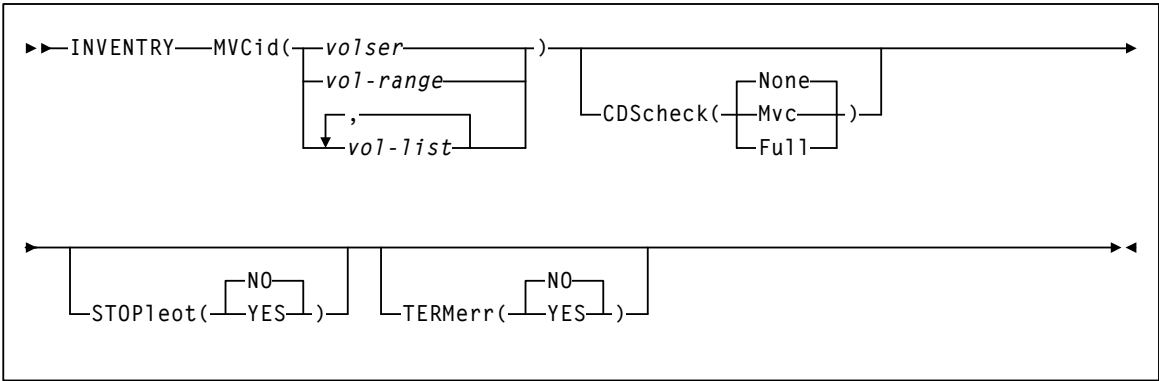 INVENTRY MVCid( volser )
vol-range
,
vol-list
None
CDScheck( Mvc )
Full
NO
STOPleot( YES )
NO
TERMerr( YES )